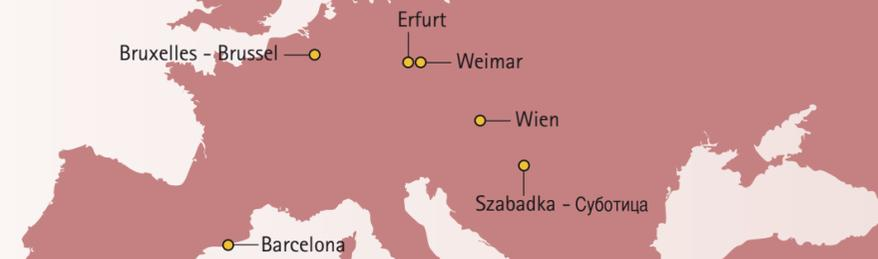 Erfurt
Bruxelles - Brussel
Weimar
Wien
Szabadka - Суботица
Barcelona